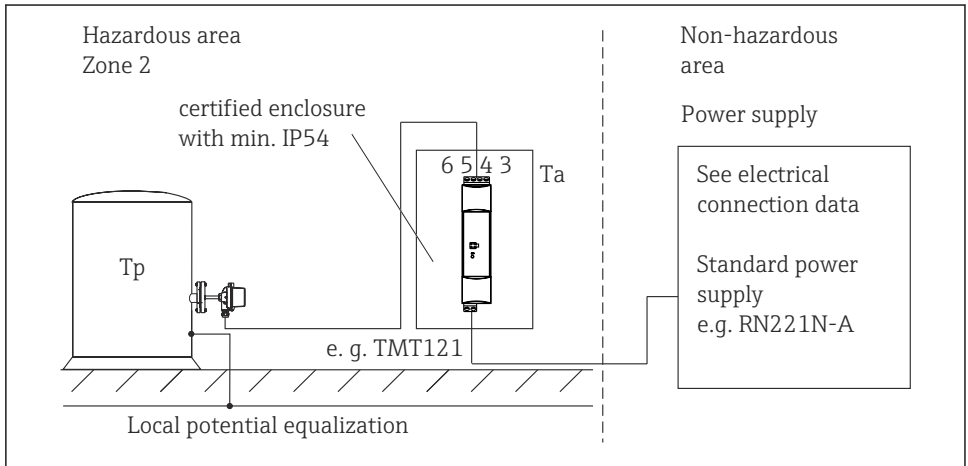 Hazardous area
Zone 2
certified enclosure
with min. IP54
6 5 4 3
Ta
Tp
e. g. TMT121
Local potential equalization
Non-hazardous
area
Power supply
See electrical
connection data
Standard power
supply
e.g. RN221N-A